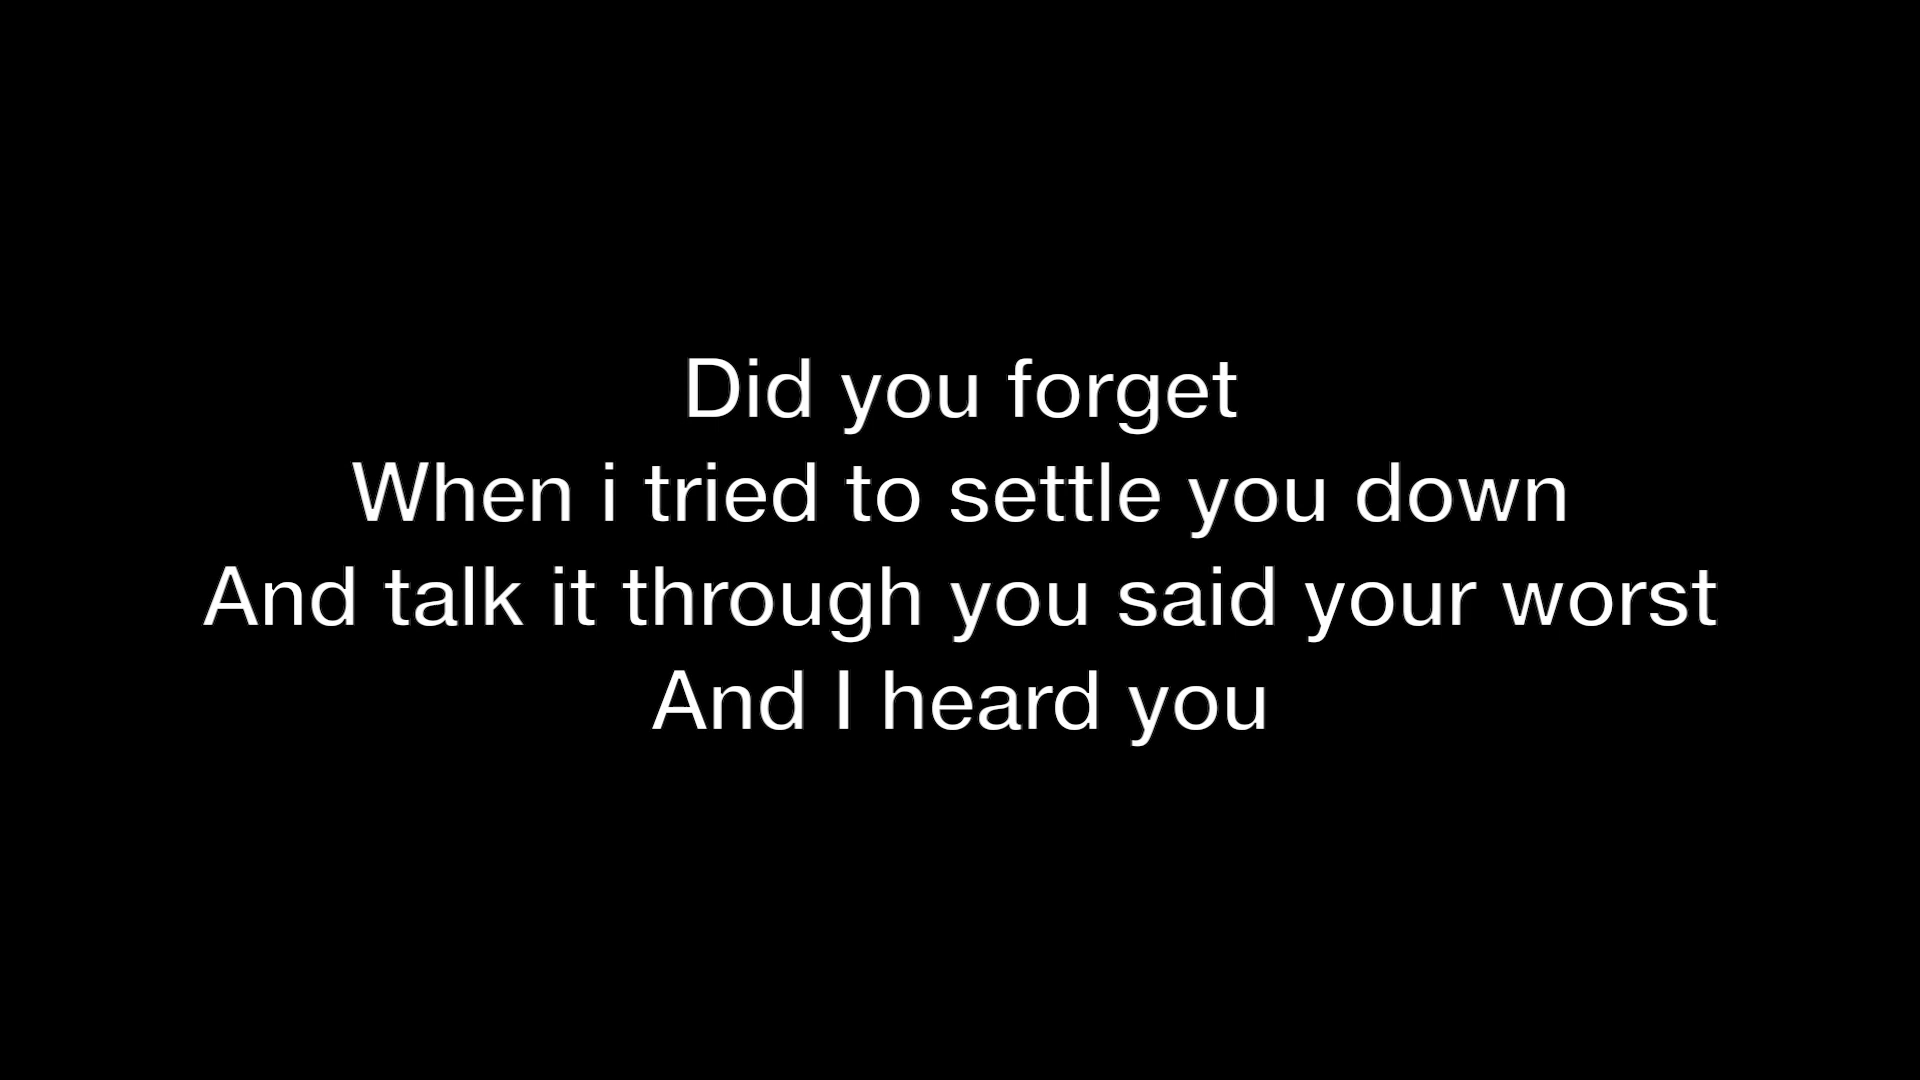 Did you forget
When i tried to settle you down
And talk it through you said your worst
And I heard you